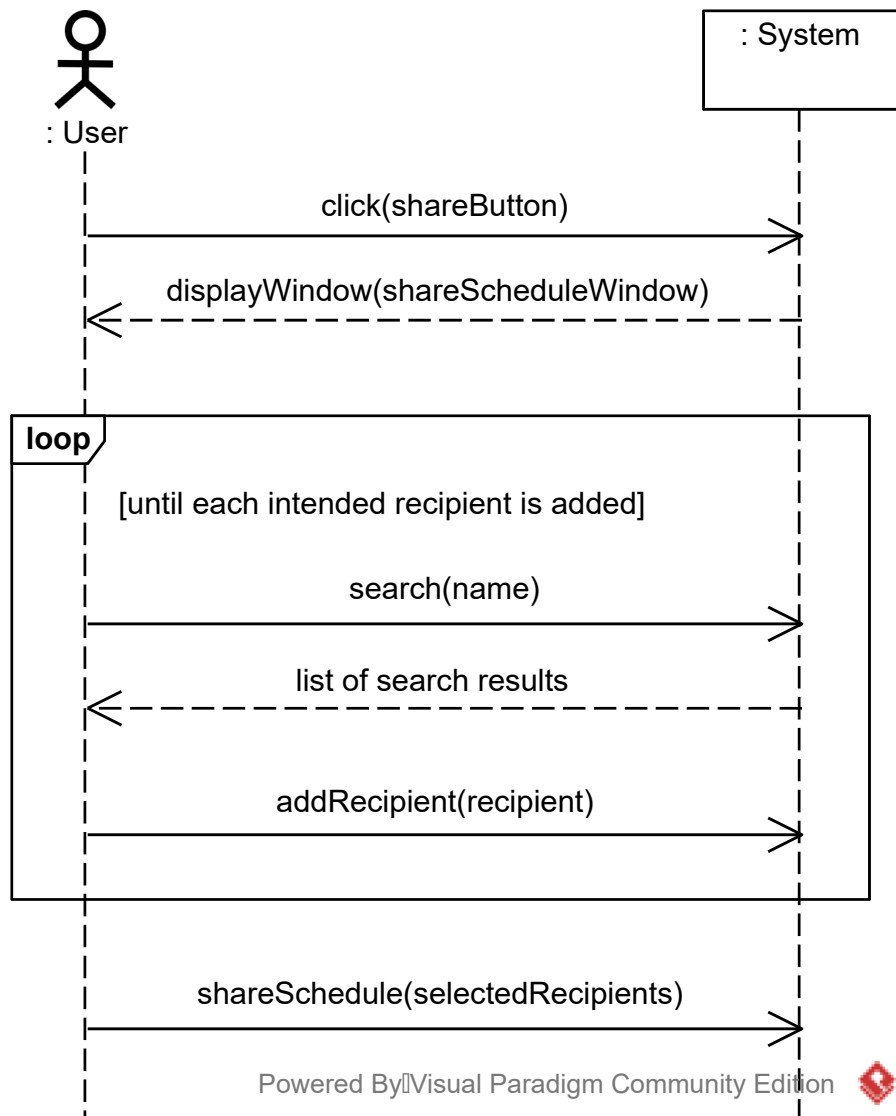 : System
: User
click(shareButton)
displayWindow(shareScheduleWindow)
loop
[until each intended recipient is added]
search(name)
list of search results
addRecipient(recipient)
shareSchedule(selectedRecipients)
Powered By Visual Paradigm Community Edition